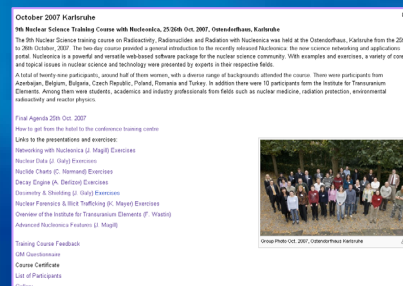 October 2007 Karlsruhe
9th Nuclear Science Training Course with Nucleonica, 25/26th Oct. 2007, Ostendorfhaus, Karlsruhe
The 9th Nuclear Science training course on Radioactivity, Radionuclides and Radiation with Nucleonica was held at the Ostendorfhaus, Karlsruhe from the 25
to 26th October, 2007. The two day course provided a general introduction to the recently released Nucleonica: the new science networking and applications
portal. Nucleonica is a powerful and versatile web-based software package for the nuclear science community. With examples and exercises, a variety of core
and topical issues in nuclear science and technology were presented by experts in their respective fields.
A total of twenty-nine participants, around half of them women, with a diverse range of backgrounds attended the course. There were participants from
Azerbaijan, Belgium, Bulgaria, Czech Republic, Poland, Romania and Turkey. In addition there were 10 participants form the Institute for Transuranium
Elements. Among them were students, academics and industry professionals from fields such as nuclear medicine, radiation protection, environmental
radioactivity and reactor physics.
Final Agenda 25th Oct. 2007
How to get from the hotel to the conference training centre
Links to the presentations and exercises:
Networking with Nucleonica (J. Magill) Exercises
Nuclear Data (J. Galy) Exercises
Nuclide Charts (C. Normand) Exercises
Decay Engine (A. Berlizov) Exercises
Dosimetry & Shielding (J. Galy) Exercises
Nuclear Forensics & Illicit Trafficking (K. Mayer) Exercises
Overview of the Institute for Transuranium Elements (F. Wastin)
Advanced Nucleonica Features (J. Magill)
Group Photo Oct. 2007, Ostendorfhaus Karlsruhe
Training Course Feedback
QM Questionnaire
Course Certificate
List of Participants